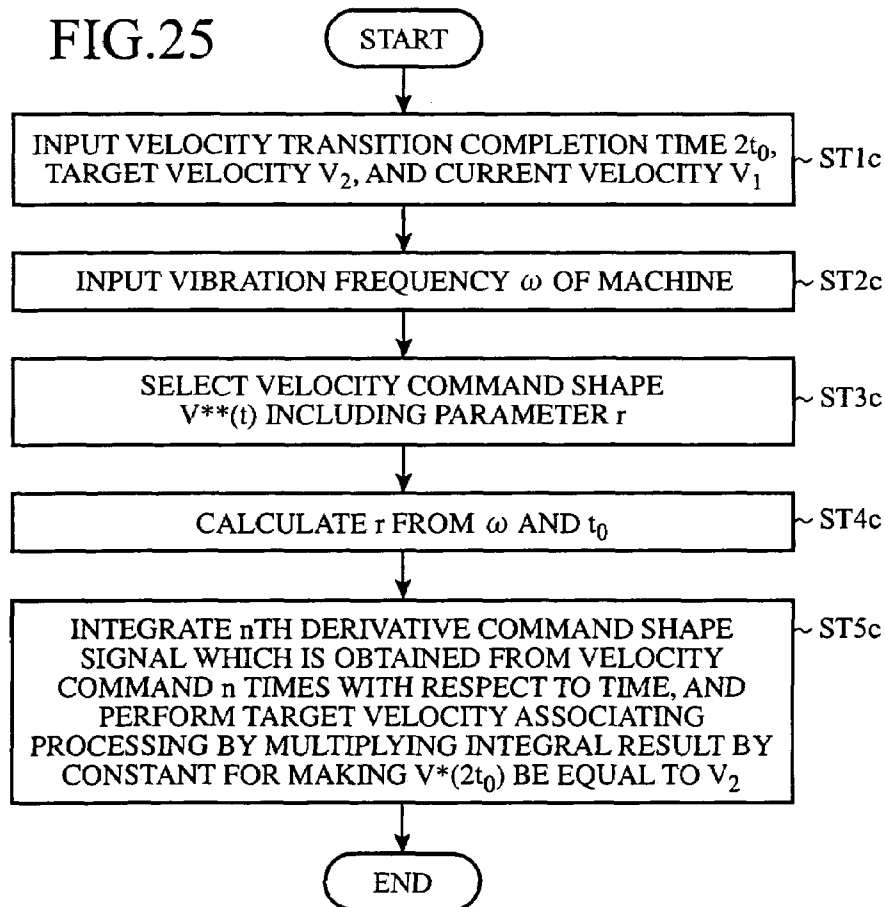 FIG.25
START
INPUT VELOCITY TRANSITION COMPLETION TIME 2t₀,
TARGET VELOCITY V₂, AND CURRENT VELOCITY V₁
~ ST1c
INPUT VIBRATION FREQUENCY ω OF MACHINE
~ ST2c
SELECT VELOCITY COMMAND SHAPE
V**(t) INCLUDING PARAMETER r
~ ST3c
CALCULATE r FROM ω AND t₀
~ ST4c
INTEGRATE nTH DERIVATIVE COMMAND SHAPE
SIGNAL WHICH IS OBTAINED FROM VELOCITY
COMMAND n TIMES WITH RESPECT TO TIME, AND
PERFORM TARGET VELOCITY ASSOCIATING
PROCESSING BY MULTIPLYING INTEGRAL RESULT BY
CONSTANT FOR MAKING V*(2t₀) BE EQUAL TO V₂
~ ST5c
END